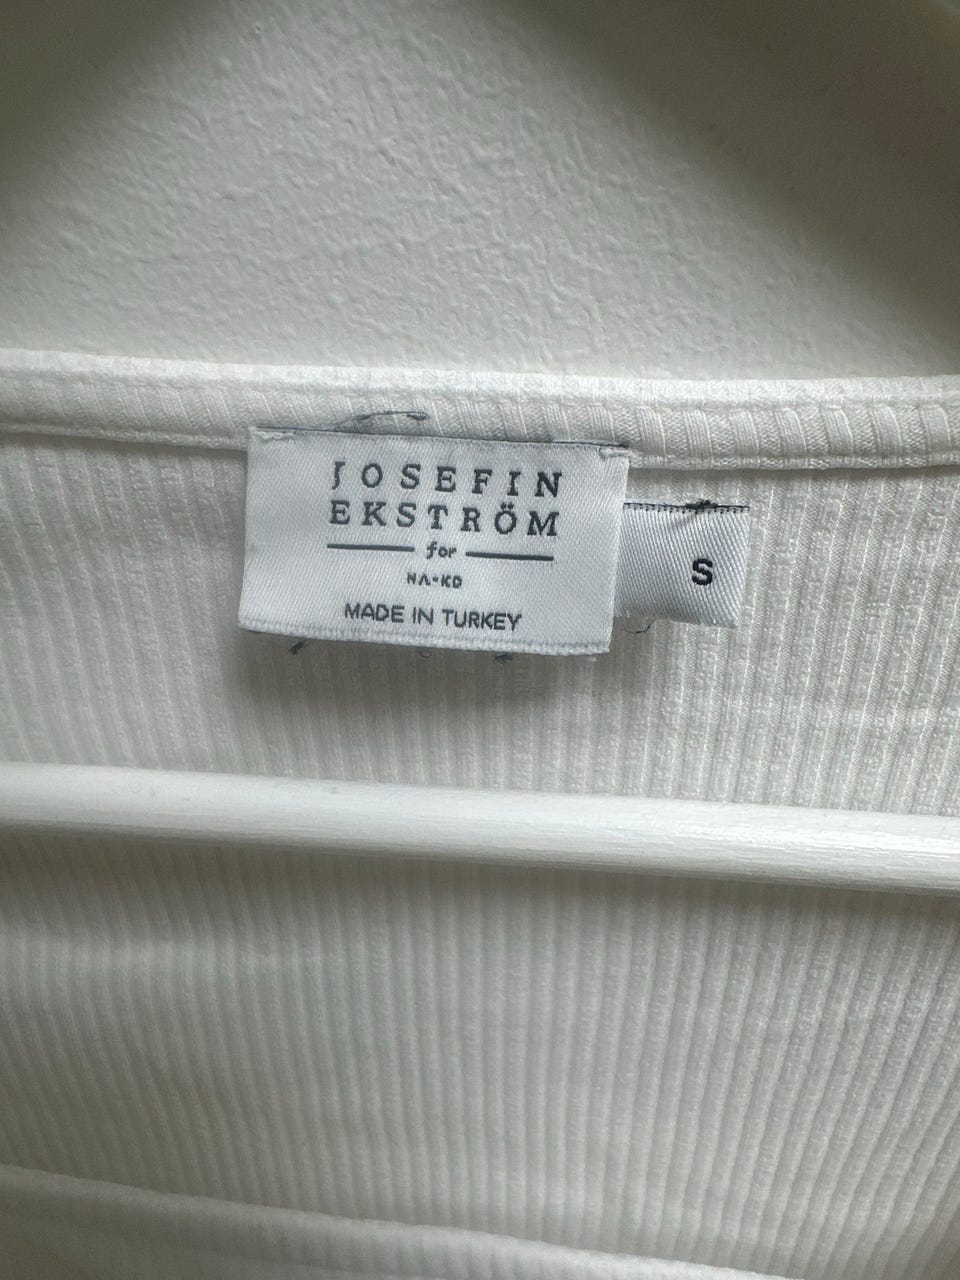 JOSEFIN
EKSTRÖM
for
NA-KD
MADE IN TURKEY
S